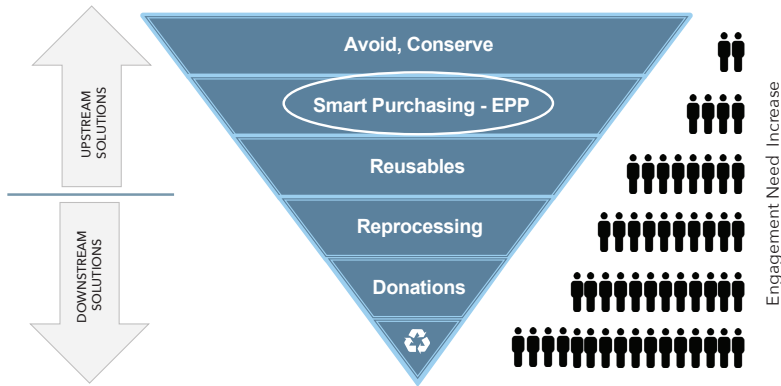 Avoid, Conserve
Smart Purchasing - EPP
Reusables
Reprocessing
Donations
UPSTREAM
SOLUTIONS
DOWNSTREAM
SOLUTIONS
Engagement Need Increase